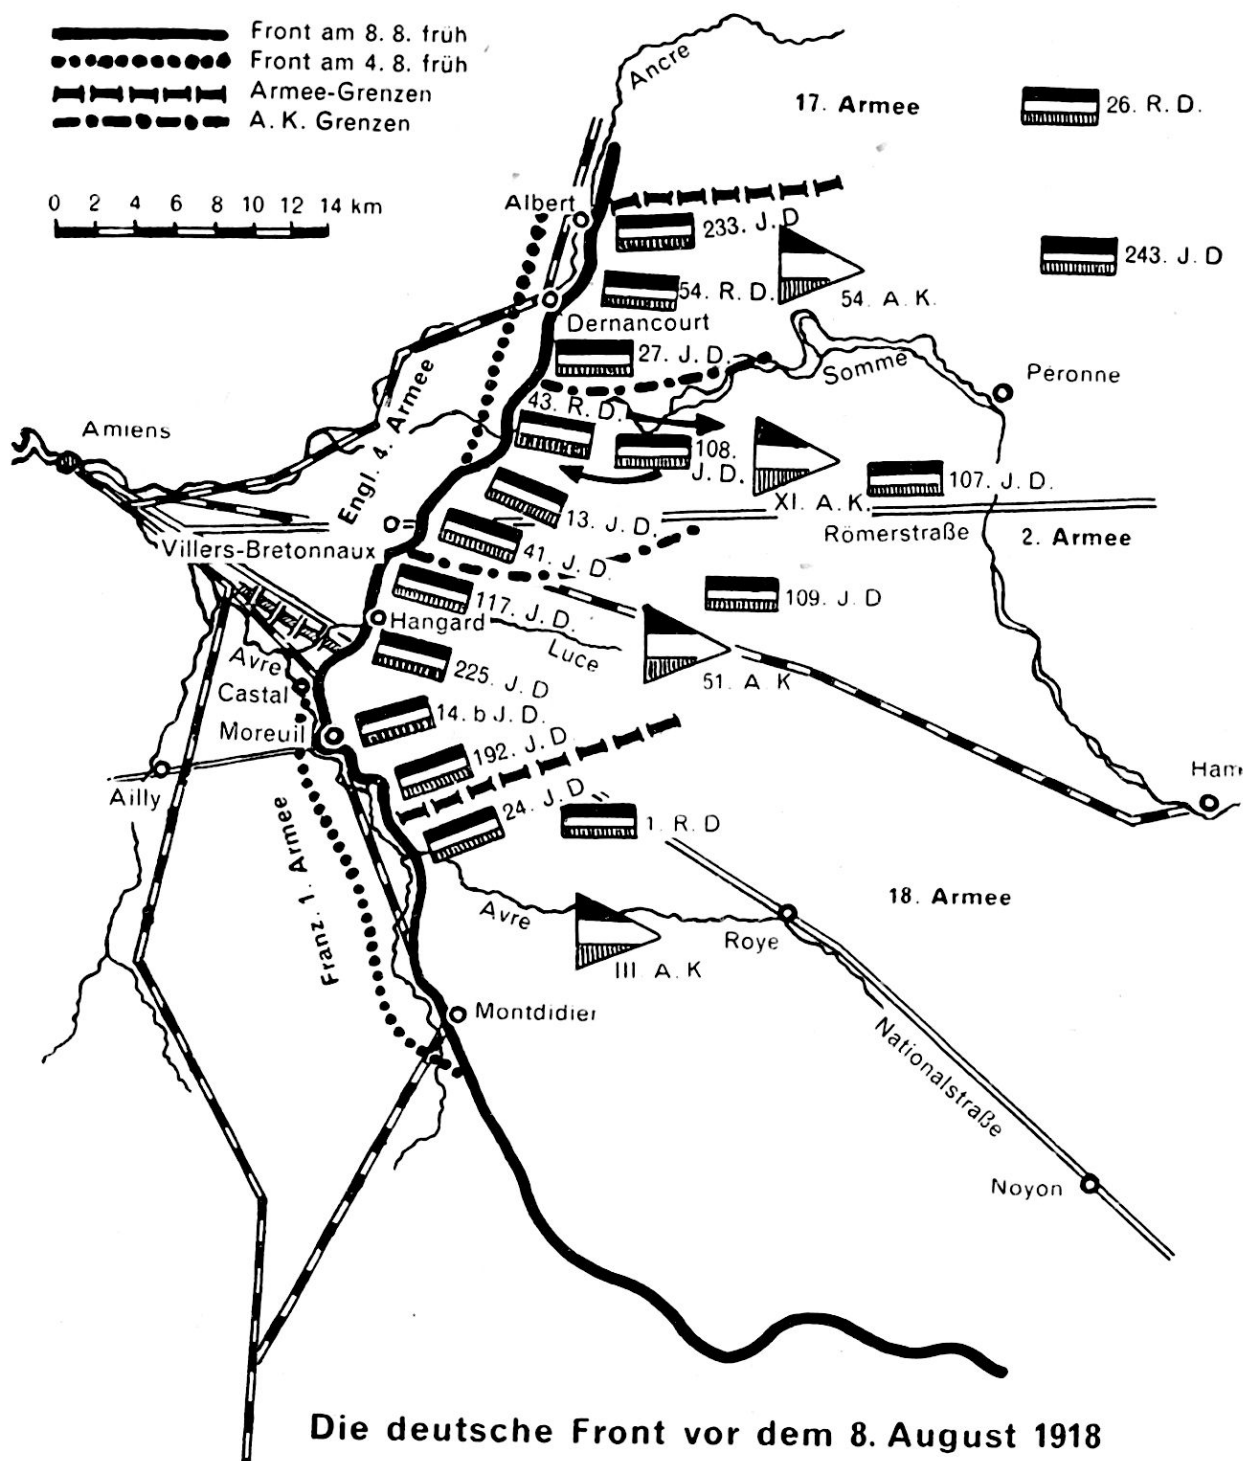 Front am 8. 8. früh
Front am 4. 8. früh
Armee-Grenzen
A. K. Grenzen
0 2 4 6 8 10 12 14 km
Ancre
17. Armee
26. R. D.
Albert
233. J. D
243. J. D
54. R. D.
54. A. K.
Dernancourt
27. J. D.
Somme
Péronne
43. R. D.
Amiens
Engl. 4. Armee
108.
J. D.
107. J. D.
XI. A. K.
13. J. D.
Römerstraße
2. Armee
Villers-Bretonnaux
41. J. D.
109. J. D
117. J. D.
Hangard
Luce
Avre
225. J. D
51. A. K
Castal
14. b J. D.
Moreuil
192. J. D.
Ham
Ailly
24. J. D
1. R. D
Franz. 1. Armee
18. Armee
Avre
Roye
III A. K
Montdidier
Nationalstraße
Noyon
Die deutsche Front vor dem 8. August 1918